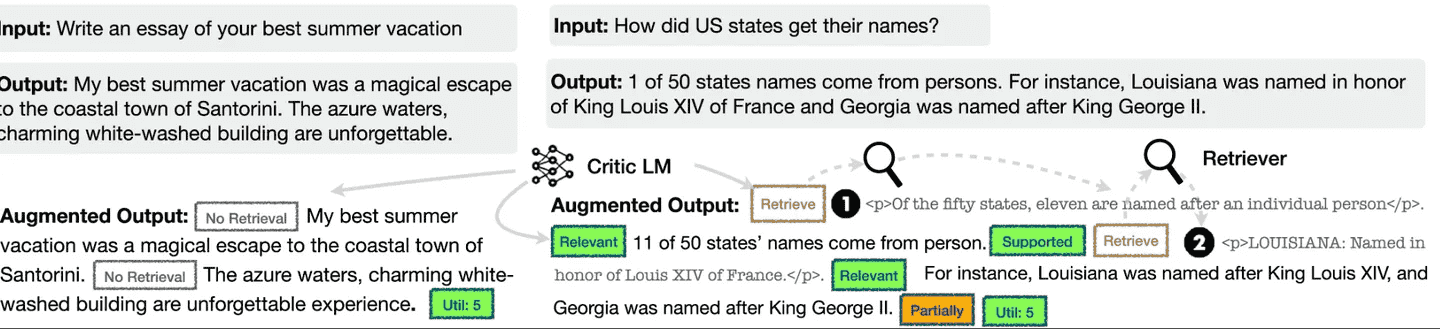 Input: Write an essay of your best summer vacation
Output: My best summer vacation was a magical escape
to the coastal town of Santorini. The azure waters,
charming white-washed building are unforgettable.
Input: How did US states get their names?
Output: 1 of 50 states names come from persons. For instance, Louisiana was named in honor
of King Louis XIV of France and Georgia was named after King George II.
Critic LM
Retriever
Augmented Output: No Retrieval My best summer
vacation was a magical escape to the coastal town of
Santorini. No Retrieval The azure waters, charming white-
washed building are unforgettable experience. Util: 5
Augmented Output: Retrieve 1 <p>Of the fifty states, eleven are named after an individual person</p>.
Relevant 11 of 50 states' names come from person. Supported Retrieve 2 <p>LOUISIANA: Named in
honor of Louis XIV of France.</p>. Relevant For instance, Louisiana was named after King Louis XIV, and
Georgia was named after King George II. Partially Util: 5